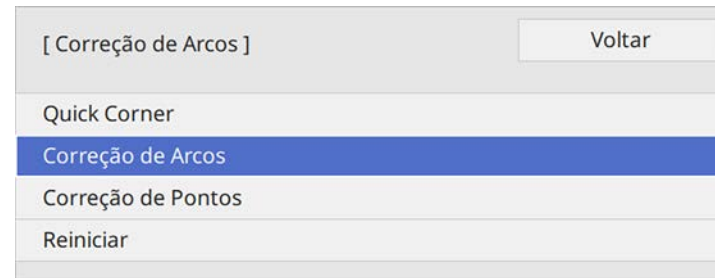 [ Correção de Arcos ]
Voltar
Quick Corner
Correção de Arcos
Correção de Pontos
Reiniciar